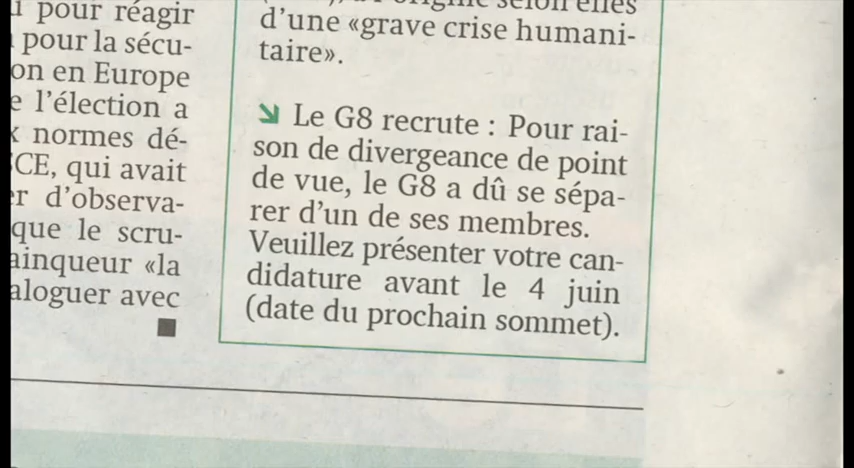 pour réagir
pour la sécu-
on en Europe
e l'élection a
normes dé-
CE, qui avait
r d'observa-
que le scru-
ainqueur «la
aloguer avec
selon elles
d'une «grave crise humani-
taire».
Le G8 recrute : Pour rai-
son de divergeance de point
de vue, le G8 a dû se sépa-
rer d'un de ses membres.
Veuillez présenter votre can-
didature avant le 4 juin
(date du prochain sommet).